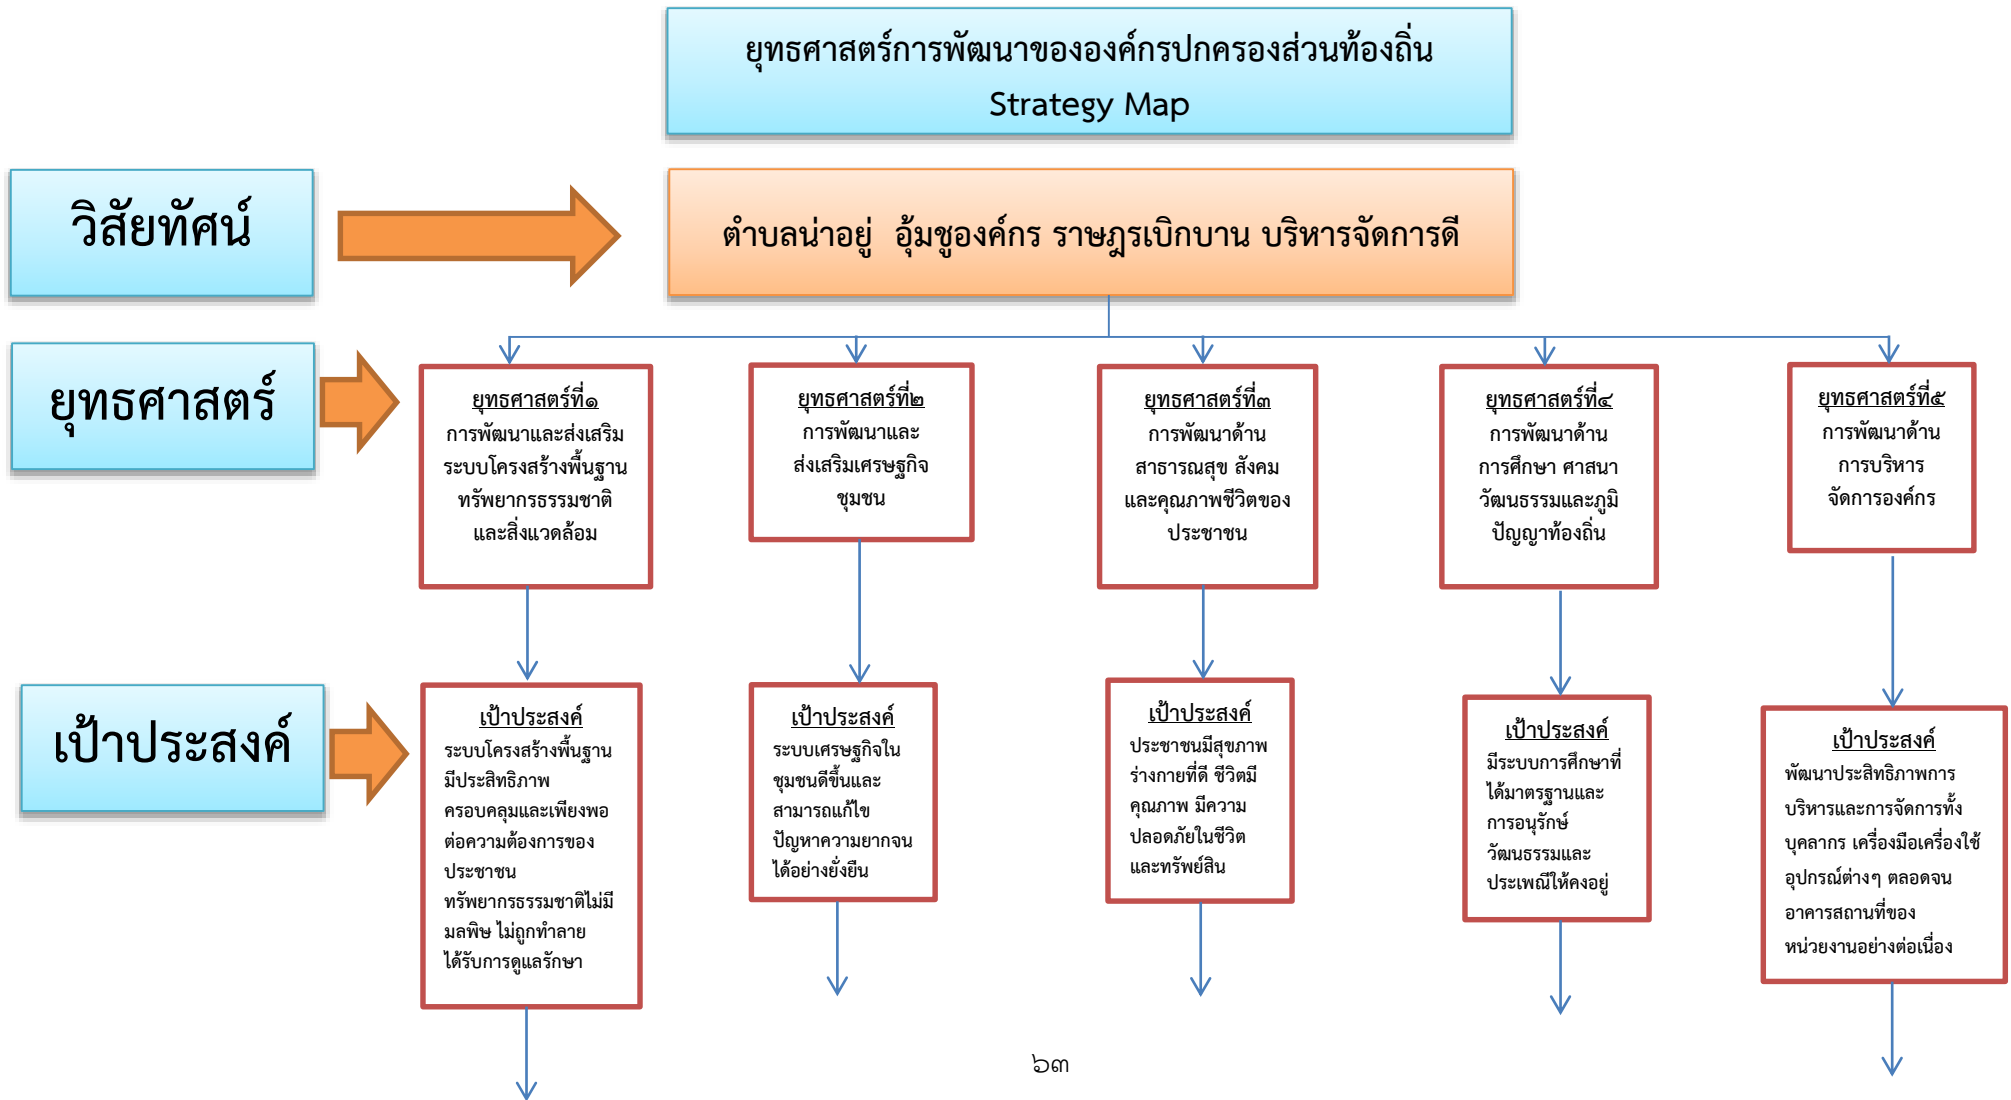 ยุทธศาสตร์การพัฒนาขององค์กรปกครองส่วนท้องถิ่น
Strategy Map
วิสัยทัศน์
ตำบลน่าอยู่ อุ้มชูองค์กร ราษฎรเบิกบาน บริหารจัดการดี
ยุทธศาสตร์
ยุทธศาสตร์ที่๑
การพัฒนาและส่งเสริม
ระบบโครงสร้างพื้นฐาน
ทรัพยากรธรรมชาติ
และสิ่งแวดล้อม
ยุทธศาสตร์ที่๒
การพัฒนาและ
ส่งเสริมเศรษฐกิจ
ชุมชน
ยุทธศาสตร์ที่๓
การพัฒนาด้าน
สาธารณสุข สังคม
และคุณภาพชีวิตของ
ประชาชน
ยุทธศาสตร์ที่๔
การพัฒนาด้าน
การศึกษา ศาสนา
วัฒนธรรมและภูมิ
ปัญญาท้องถิ่น
ยุทธศาสตร์ที่๕
การพัฒนาด้าน
การบริหาร
จัดการองค์กร
เป้าประสงค์
เป้าประสงค์
ระบบโครงสร้างพื้นฐาน
มีประสิทธิภาพ
ครอบคลุมและเพียงพอ
ต่อความต้องการของ
ประชาชน
ทรัพยากรธรรมชาติไม่มี
มลพิษ ไม่ถูกทำลาย
ได้รับการดูแลรักษา
เป้าประสงค์
ระบบเศรษฐกิจใน
ชุมชนดีขึ้นและ
สามารถแก้ไข
ปัญหาความยากจน
ได้อย่างยั่งยืน
เป้าประสงค์
ประชาชนมีสุขภาพ
ร่างกายที่ดี ชีวิตมี
คุณภาพ มีความ
ปลอดภัยในชีวิต
และทรัพย์สิน
เป้าประสงค์
มีระบบการศึกษาที่
ได้มาตรฐานและ
การอนุรักษ์
วัฒนธรรมและ
ประเพณีให้คงอยู่
เป้าประสงค์
พัฒนาประสิทธิภาพการ
บริหารและการจัดการทั้ง
บุคลากร เครื่องมือเครื่องใช้
อุปกรณ์ต่างๆ ตลอดจน
อาคารสถานที่ของ
หน่วยงานอย่างต่อเนื่อง
๖๓